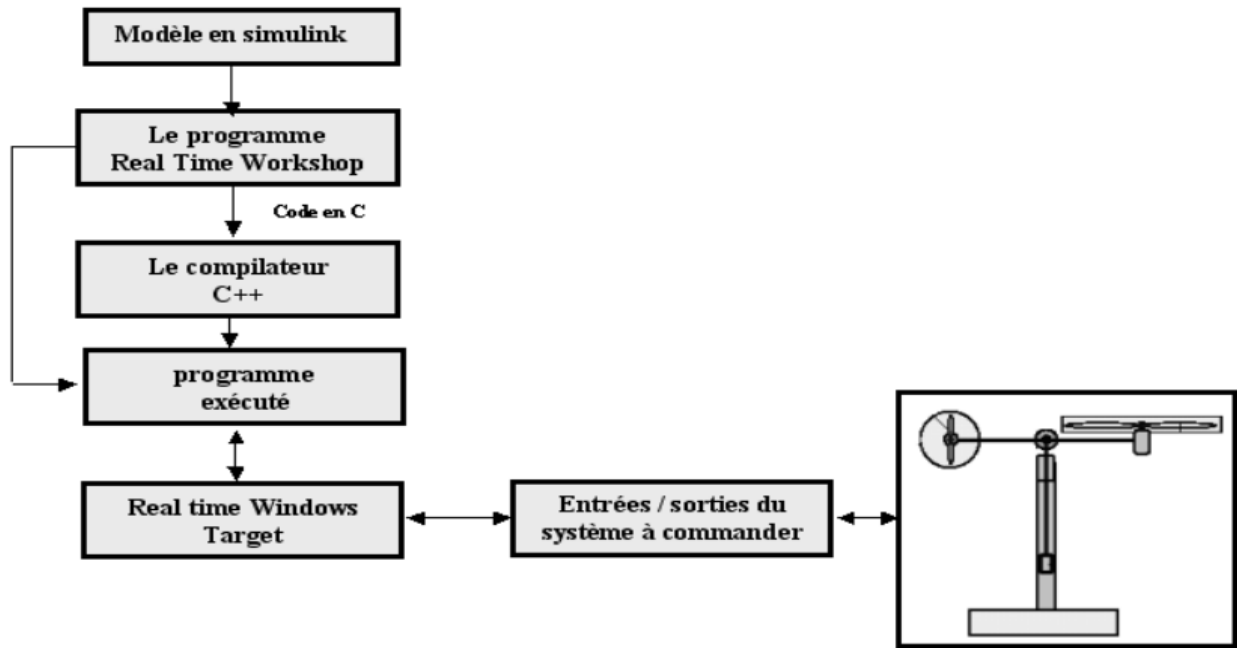 Modèle en simulink
Le programme
Real Time Workshop
Code en C
Le compilateur
C++
programme
exécuté
Real time Windows
Target
Entrées / sorties du
système à commander